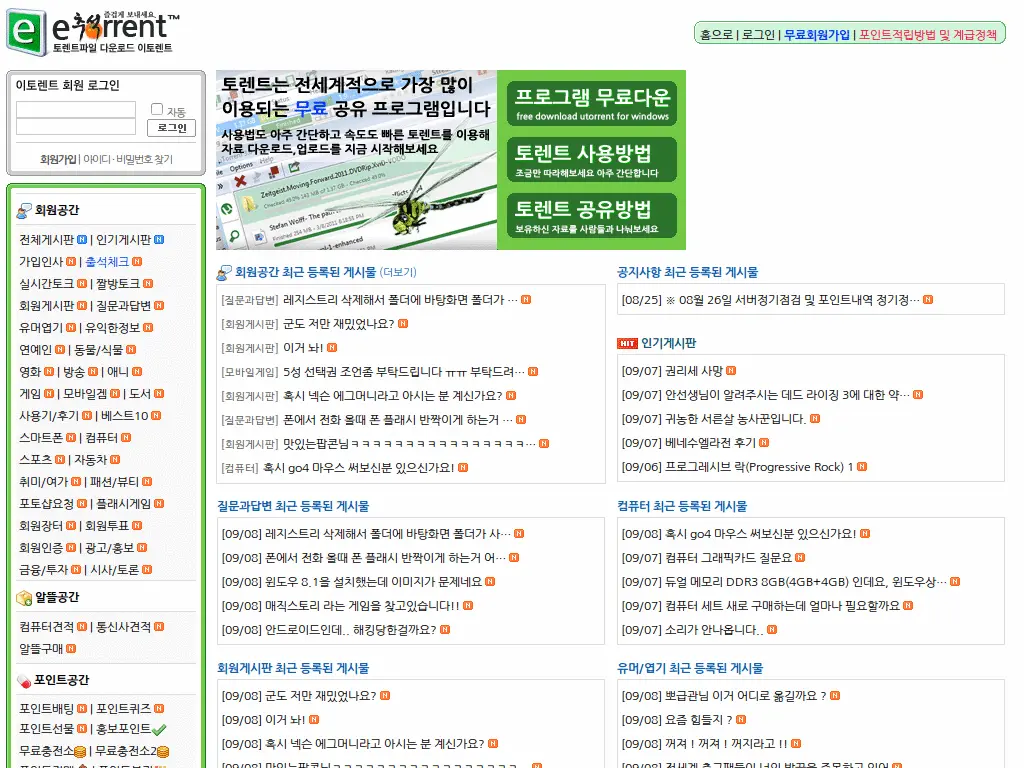 e추석orrent™
즐겁게 보내세요
토렌트파일 다운로드 이토렌트
홈으로 | 로그인 | 무료회원가입 | 포인트적립방법 및 계급정책
이토렌트 회원 로그인
자동
로그인
회원가입 | 아이디·비밀번호 찾기
토렌트는 전세계적으로 가장 많이
이용되는 무료 공유 프로그램입니다
사용법도 아주 간단하고 속도도 빠른 토렌트를 이용해
자료 다운로드,업로드를 지금 시작해보세요
Options
Zeitgeist.Moving.Forward.2011.DVDRip.XviD-VODO
Stefan Wolff- The pa
-1-enhanced
프로그램 무료다운
free download utorrent for windows
토렌트 사용방법
조금만 따라해보세요 아주 간단합니다
토렌트 공유방법
보유하신 자료를 사람들과 나눠보세요
회원공간
전체게시판 N | 인기게시판 N
가입인사 N | 출석체크 N
실시간토크 N | 짤방토크 N
회원게시판 N | 질문과답변 N
유머엽기 N | 유익한정보 N
연예인 N | 동물/식물 N
영화 N | 방송 N | 애니 N
게임 N | 모바일겜 N | 도서 N
사용기/후기 N | 베스트10 N
스마트폰 N | 컴퓨터 N
스포츠 N | 자동차 N
취미/여가 N | 패션/뷰티 N
포토샵요청 N | 플래시게임 N
회원장터 N | 회원투표 N
회원인증 N | 광고/홍보 N
금융/투자 N | 시사/토론 N
알뜰공간
컴퓨터견적 N | 통신사견적 N
알뜰구매 N
포인트공간
포인트배팅 N | 포인트퀴즈 N
포인트선물 N | 홍보포인트
무료충전소 | 무료충전소2
회원공간 최근 등록된 게시물 (더보기)
[질문과답변] 레지스트리 삭제해서 폴더에 바탕화면 폴더가 … N
[회원게시판] 군도 저만 재밌었나요? N
[회원게시판] 이거 놔! N
[모바일게임] 5성 선택권 조언좀 부탁드립니다 ㅠㅠ 부탁드려… N
[회원게시판] 혹시 넥슨 에그머니라고 아시는 분 계신가요? N
[질문과답변] 폰에서 전화 올때 폰 플래시 반짝이게 하는거 … N
[회원게시판] 맛있는팝콘님ㅋㅋㅋㅋㅋㅋㅋㅋㅋㅋㅋㅋㅋㅋㅋㅋ… N
[컴퓨터] 혹시 go4 마우스 써보신분 있으신가요! N
공지사항 최근 등록된 게시물
[08/25] ※ 08월 26일 서버정기점검 및 포인트내역 정기정… N
HIT 인기게시판
[09/07] 권리세 사망 N
[09/07] 안선생님이 알려주시는 데드 라이징 3에 대한 약… N
[09/07] 귀농한 서른살 농사꾼입니다. N
[09/07] 베네수엘라전 후기 N
[09/06] 프로그레시브 락(Progressive Rock) 1 N
질문과답변 최근 등록된 게시물
[09/08] 레지스트리 삭제해서 폴더에 바탕화면 폴더가 사… N
[09/08] 폰에서 전화 올때 폰 플래시 반짝이게 하는거 어… N
[09/08] 윈도우 8.1을 설치했는데 이미지가 문제네요 N
[09/08] 매직스토리 라는 게임을 찾고있습니다!! N
[09/08] 안드로이드인데.. 해킹당한걸까요? N
컴퓨터 최근 등록된 게시물
[09/08] 혹시 go4 마우스 써보신분 있으신가요! N
[09/07] 컴퓨터 그래픽카드 질문요 N
[09/07] 듀얼 메모리 DDR3 8GB(4GB+4GB) 인데요, 윈도우상… N
[09/07] 컴퓨터 세트 새로 구매하는데 얼마나 필요할까요 N
[09/07] 소리가 안나옵니다.. N
회원게시판 최근 등록된 게시물
[09/08] 군도 저만 재밌었나요? N
[09/08] 이거 놔! N
[09/08] 혹시 넥슨 에그머니라고 아시는 분 계신가요? N
유머/엽기 최근 등록된 게시물
[09/08] 뽀급관님 이거 어디로 옮길까요 ? N
[09/08] 요즘 힘들지 ? N
[09/08] 꺼져 ! 꺼져 ! 꺼지라고 !! N